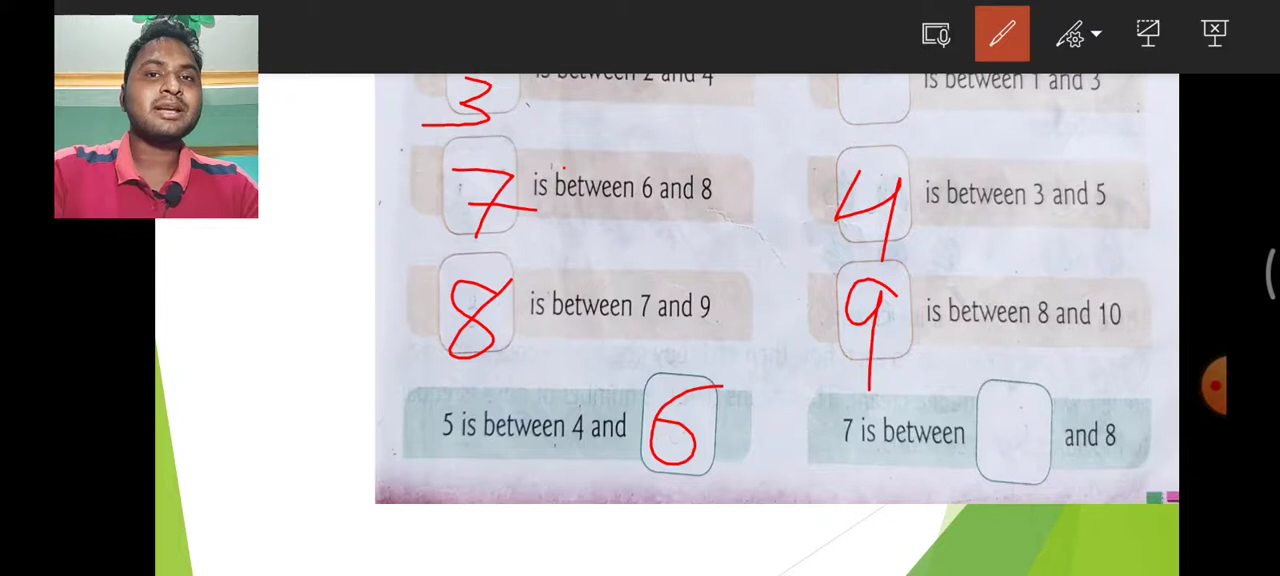 3 is between 2 and 4
is between 1 and 3
7 is between 6 and 8
4 is between 3 and 5
8 is between 7 and 9
9 is between 8 and 10
5 is between 4 and 6
7 is between and 8